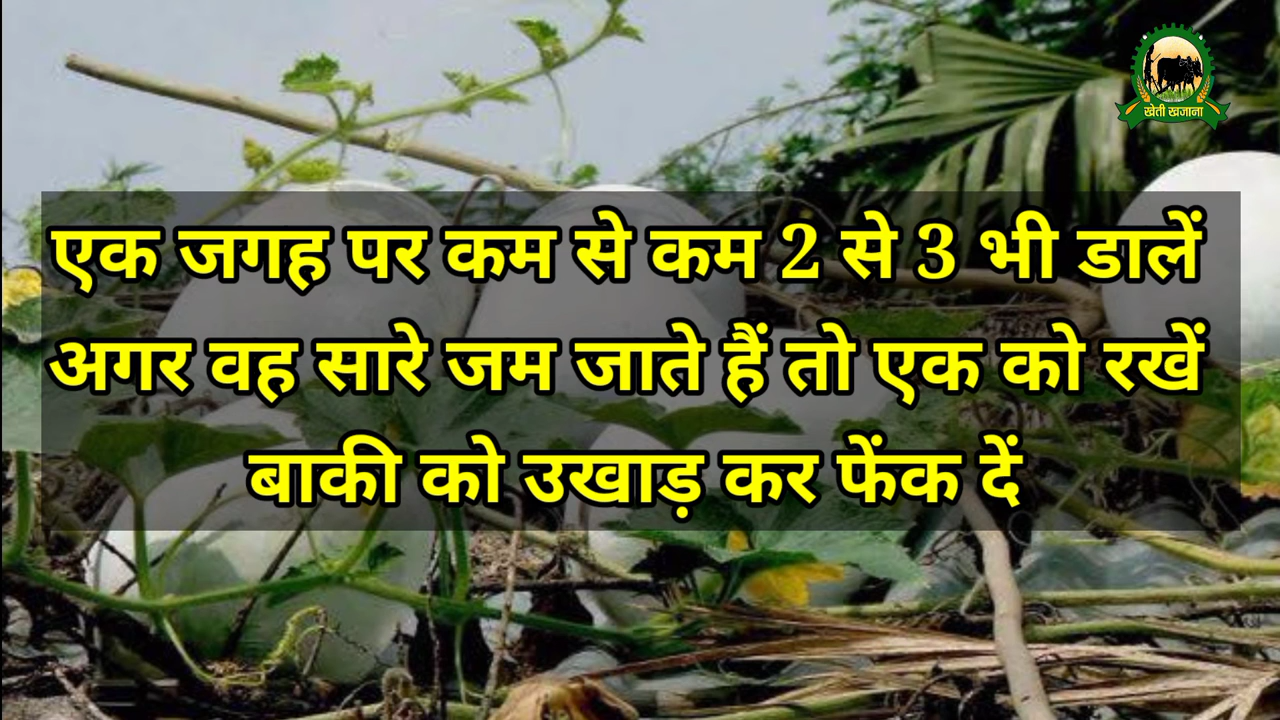 खेती खजाना
एक जगह पर कम से कम 2 से 3 भी डालें
अगर वह सारे जम जाते हैं तो एक को रखें
बाकी को उखाड़ कर फेंक दें